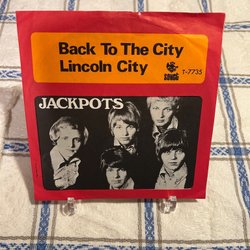 Back To The City
Lincoln City
SONET
T-7735
JACKPOTS